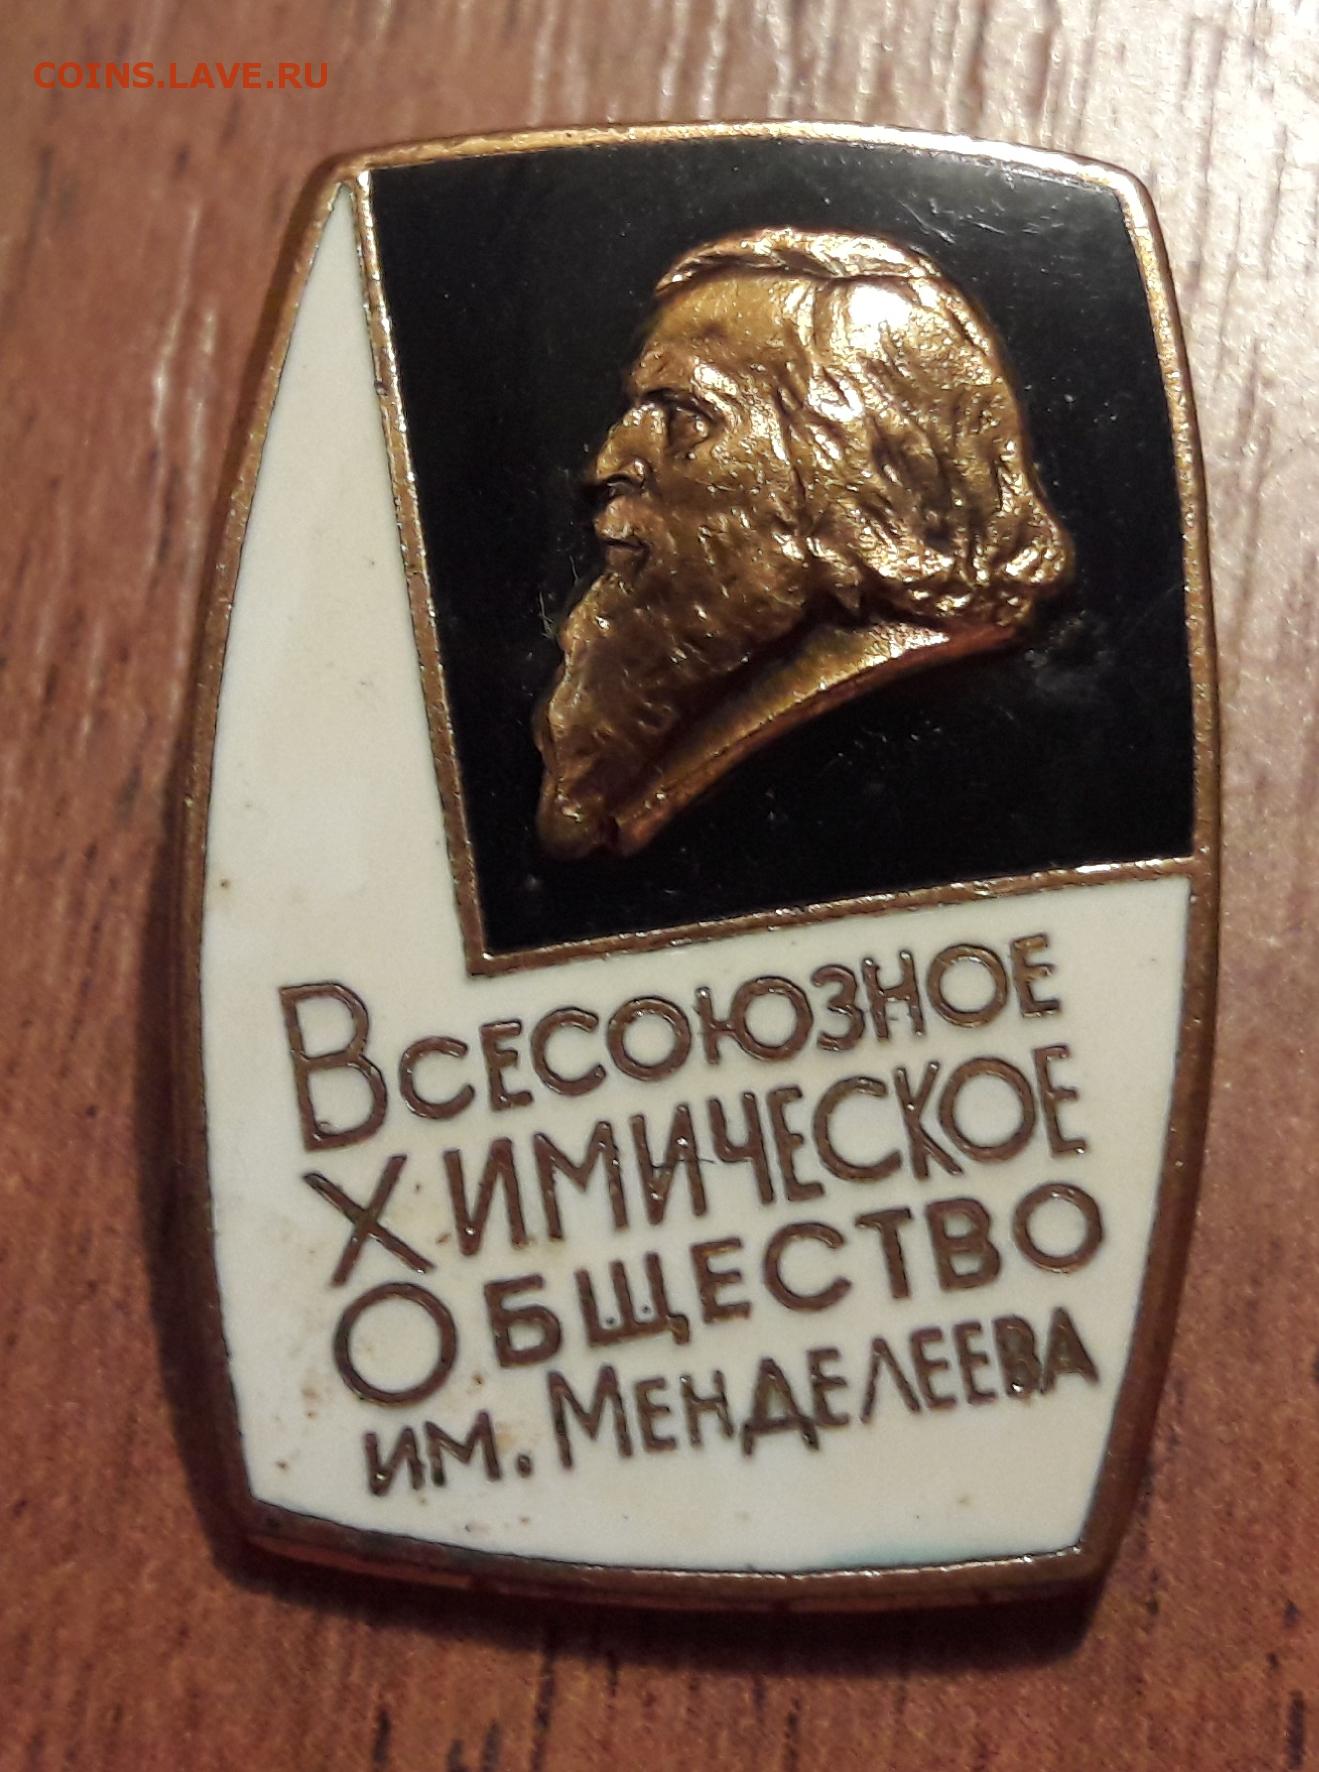 COINS.LAVE.RU
ВСЕСОЮЗНОЕ
ХИМИЧЕСКОЕ
ОБЩЕСТВО
ИМ. МЕНДЕЛЕЕВА